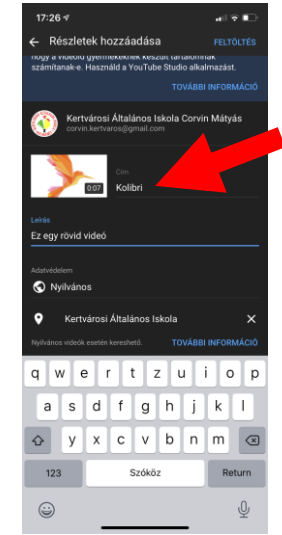 17:26
Részletek hozzáadása FELTÖLTÉS
hogy a videóid gyermekeknek készült tartalomnak
számítanak-e. Használd a YouTube Studio alkalmazást.
TOVÁBBI INFORMÁCIÓ
Kertvárosi Általános Iskola Corvin Mátyás
corvin.kertvaros@gmail.com
0:07
Cím
Kolibri
Leírás
Ez egy rövid videó
Adatvédelem
Nyilvános
Kertvárosi Általános Iskola
Nyilvános videók esetén kereshető. TOVÁBBI INFORMÁCIÓ
q w e r t z u i o p
a s d f g h j k l
y x c v b n m
123 Szóköz Return